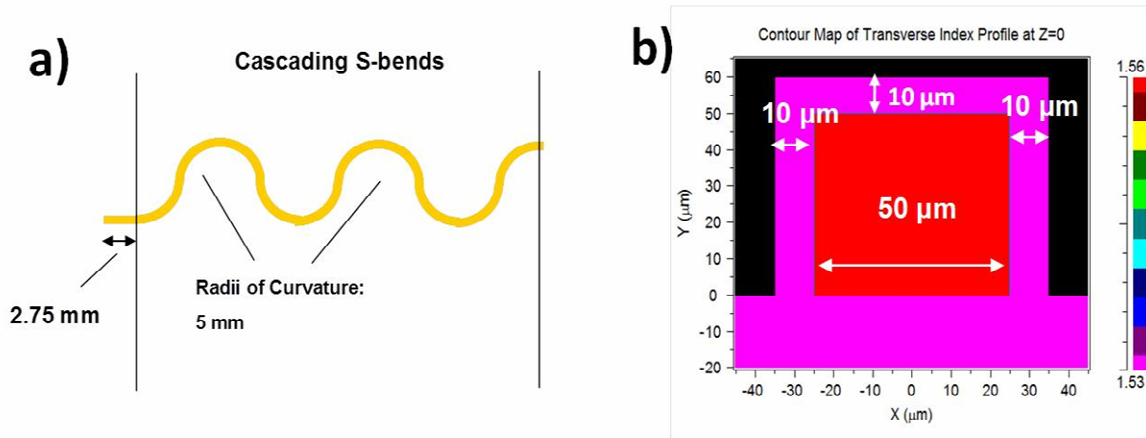 a)
Cascading S-bends
2.75 mm
Radii of Curvature:
5 mm
b)
Contour Map of Transverse Index Profile at Z=0
1.56
60
50
40
30
20
10
0
-10
-20
Y (μm)
10 μm
10 μm
10 μm
50 μm
1.53
-40 -30 -20 -10 0 10 20 30 40
X (μm)